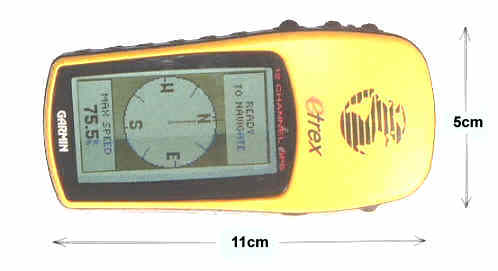 etrex
12 CHANNEL GPS
READY
TO NAVIGATE
N
W
E
S
MAX SPEED
75.5
GARMIN
5cm
11cm